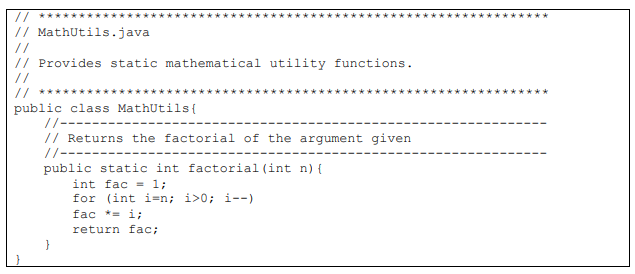 // ******************************************************************
// MathUtils.java
//
// Provides static mathematical utility functions.
//
// ******************************************************************
public class MathUtils{
    //-------------------------------------------------------------
    // Returns the factorial of the argument given
    //-------------------------------------------------------------
    public static int factorial(int n){
        int fac = 1;
        for (int i=n; i>0; i--)
        fac *= i;
        return fac;
    }
}